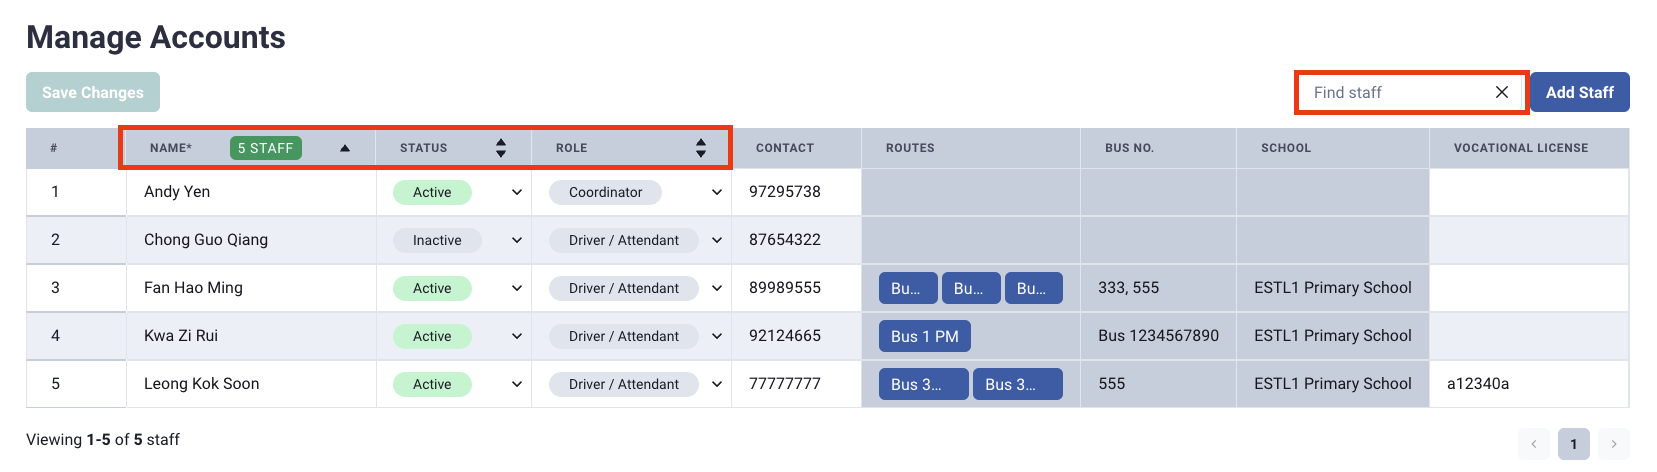 Manage Accounts
Save Changes
Find staff
Add Staff
# NAME* 5 STAFF STATUS ROLE CONTACT ROUTES BUS NO. SCHOOL VOCATIONAL LICENSE
1 Andy Yen Active Coordinator 97295738
2 Chong Guo Qiang Inactive Driver / Attendant 87654322
3 Fan Hao Ming Active Driver / Attendant 89989555 Bu... Bu... Bu... 333, 555 ESTL1 Primary School
4 Kwa Zi Rui Active Driver / Attendant 92124665 Bus 1 PM Bus 1234567890 ESTL1 Primary School
5 Leong Kok Soon Active Driver / Attendant 77777777 Bus 3... Bus 3... 555 ESTL1 Primary School a12340a
Viewing 1-5 of 5 staff
1